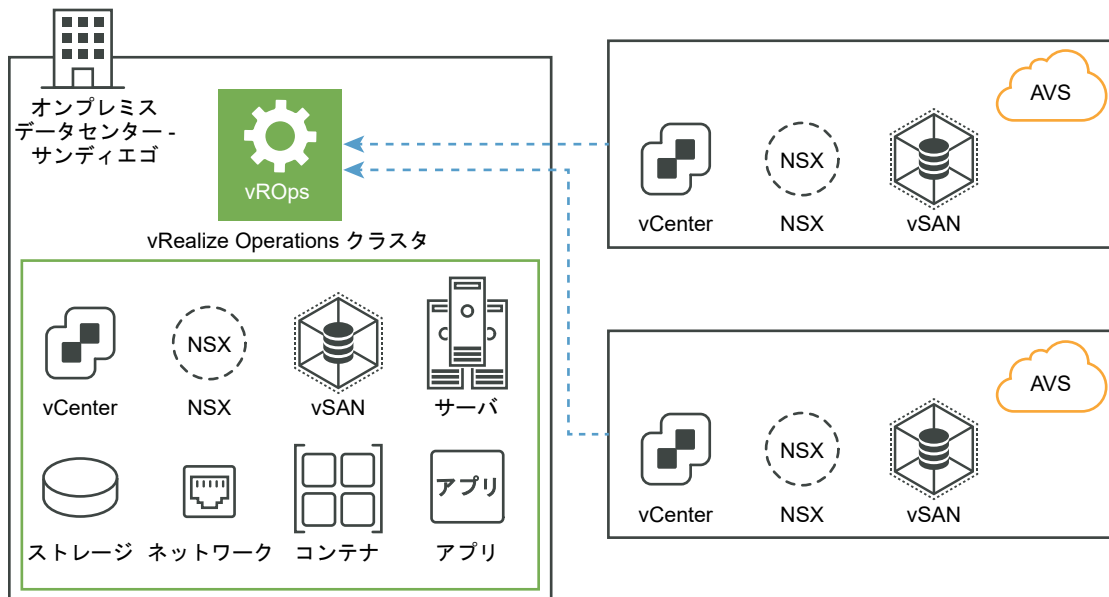 オンプレミス
データセンター -
サンディエゴ
vROps
vRealize Operations クラスタ
NSX
vCenter
NSX
vSAN
サーバ
アプリ
ストレージ
ネットワーク
コンテナ
アプリ
AVS
NSX
vCenter
NSX
vSAN
AVS
NSX
vCenter
NSX
vSAN